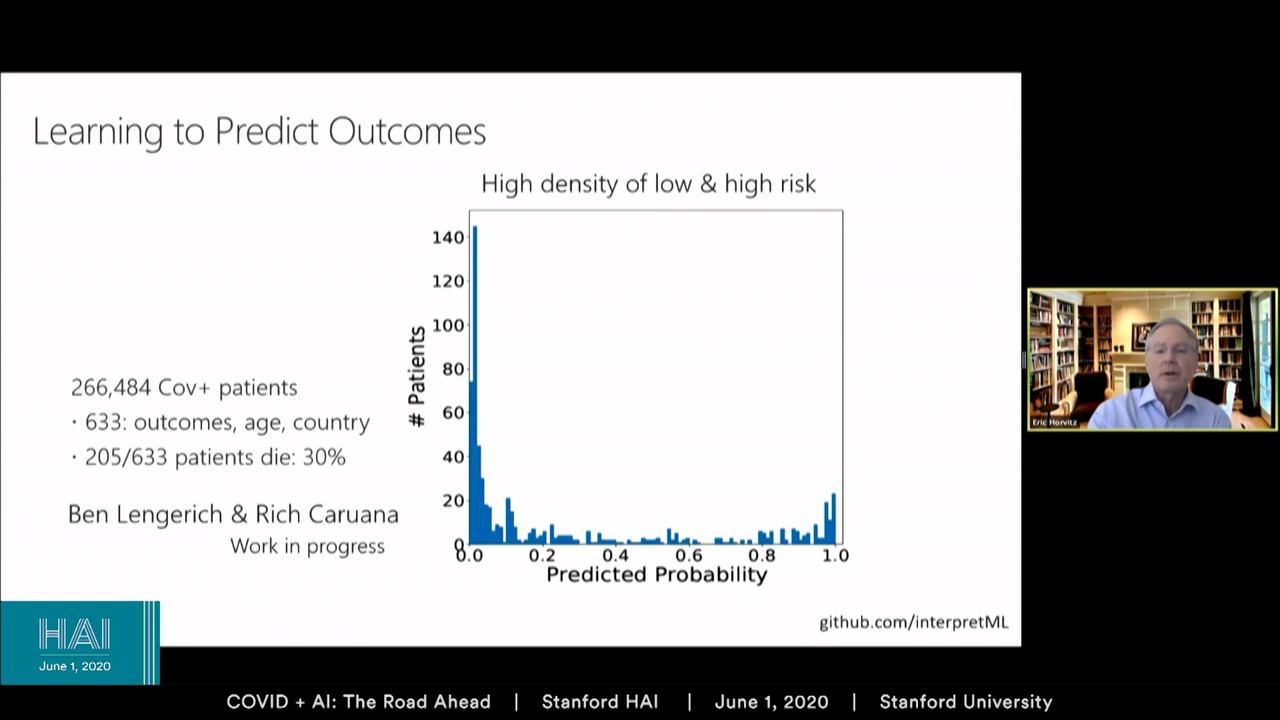 Learning to Predict Outcomes
High density of low & high risk
140
120
100
80
60
40
20
0
# Patients
0.0 0.2 0.4 0.6 0.8 1.0
Predicted Probability
266,484 Cov+ patients
· 633: outcomes, age, country
· 205/633 patients die: 30%
Ben Lengerich & Rich Caruana
Work in progress
github.com/interpretML
Eric Horvitz
HAI
June 1, 2020
COVID + AI: The Road Ahead | Stanford HAI | June 1, 2020 | Stanford University